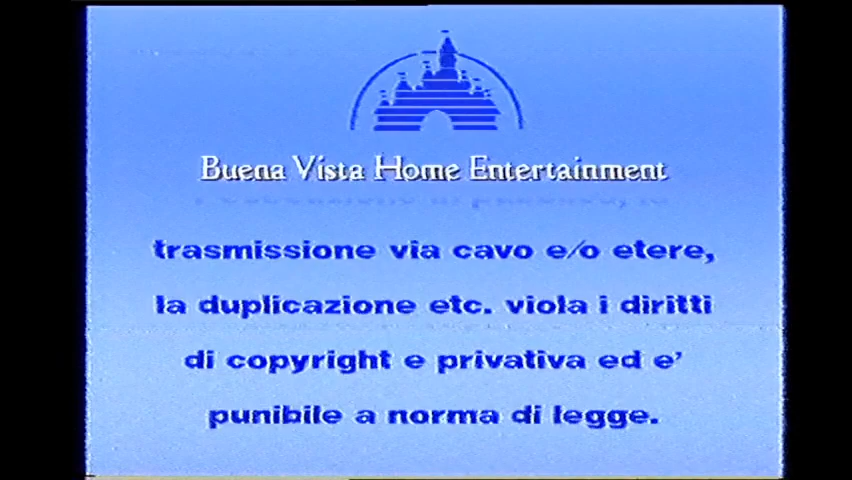 Buena Vista Home Entertainment
trasmissione via cavo e/o etere,
la duplicazione etc. viola i diritti
di copyright e privativa ed e'
punibile a norma di legge.